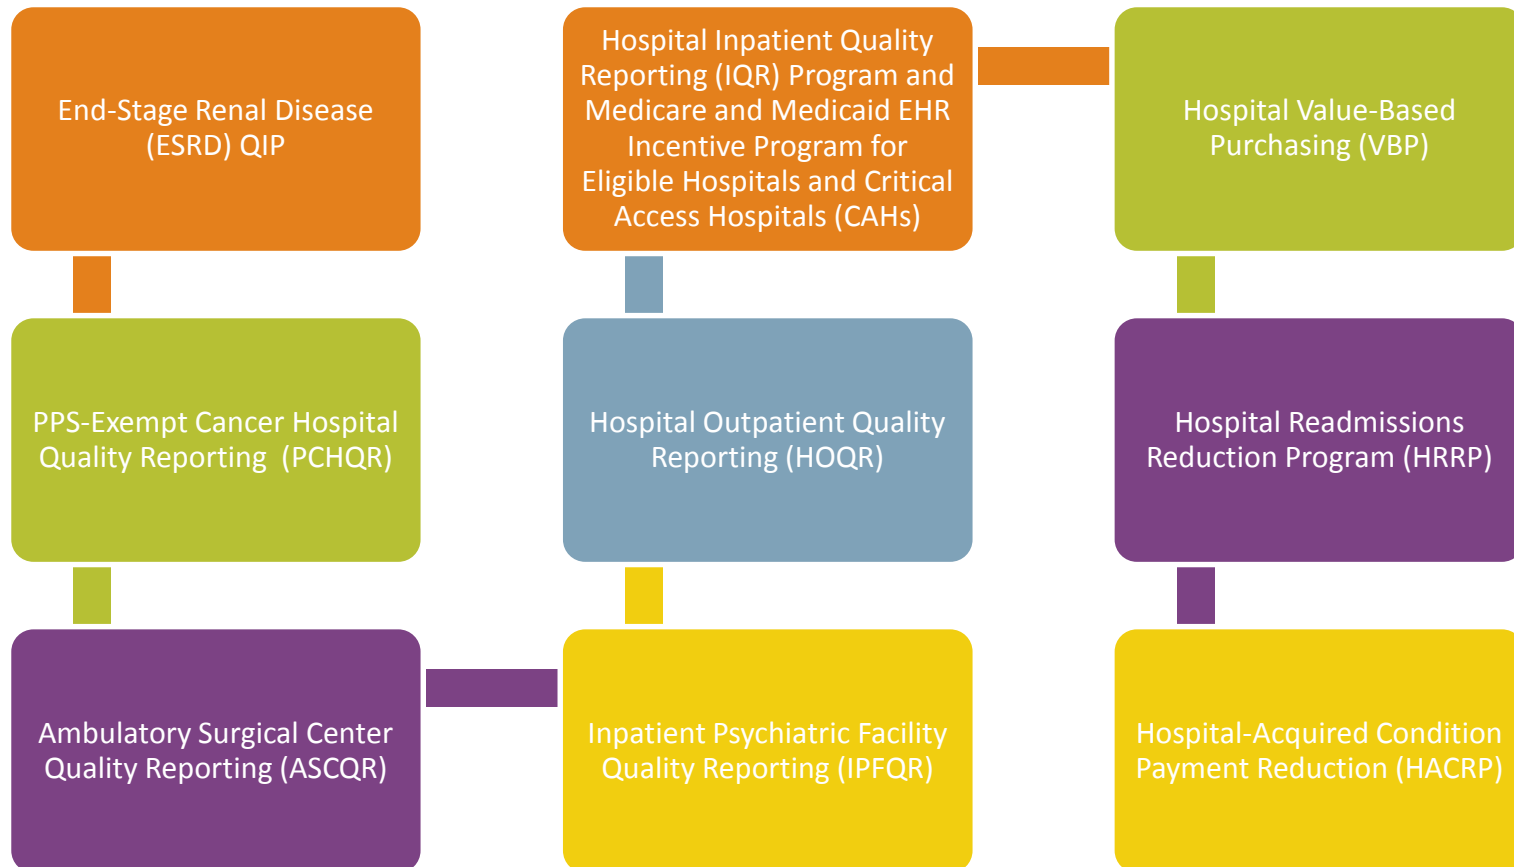 End-Stage Renal Disease
(ESRD) QIP
PPS-Exempt Cancer Hospital
Quality Reporting  (PCHQR)
Ambulatory Surgical Center
Quality Reporting (ASCQR)
Inpatient Psychiatric Facility
Quality Reporting (IPFQR)
Hospital Outpatient Quality
Reporting (HOQR)
Hospital Inpatient Quality
Reporting (IQR) Program and
Medicare and Medicaid EHR
Incentive Program for
Eligible Hospitals and Critical
Access Hospitals (CAHs)
Hospital Value-Based
Purchasing (VBP)
Hospital Readmissions
Reduction Program (HRRP)
Hospital-Acquired Condition
Payment Reduction (HACRP)